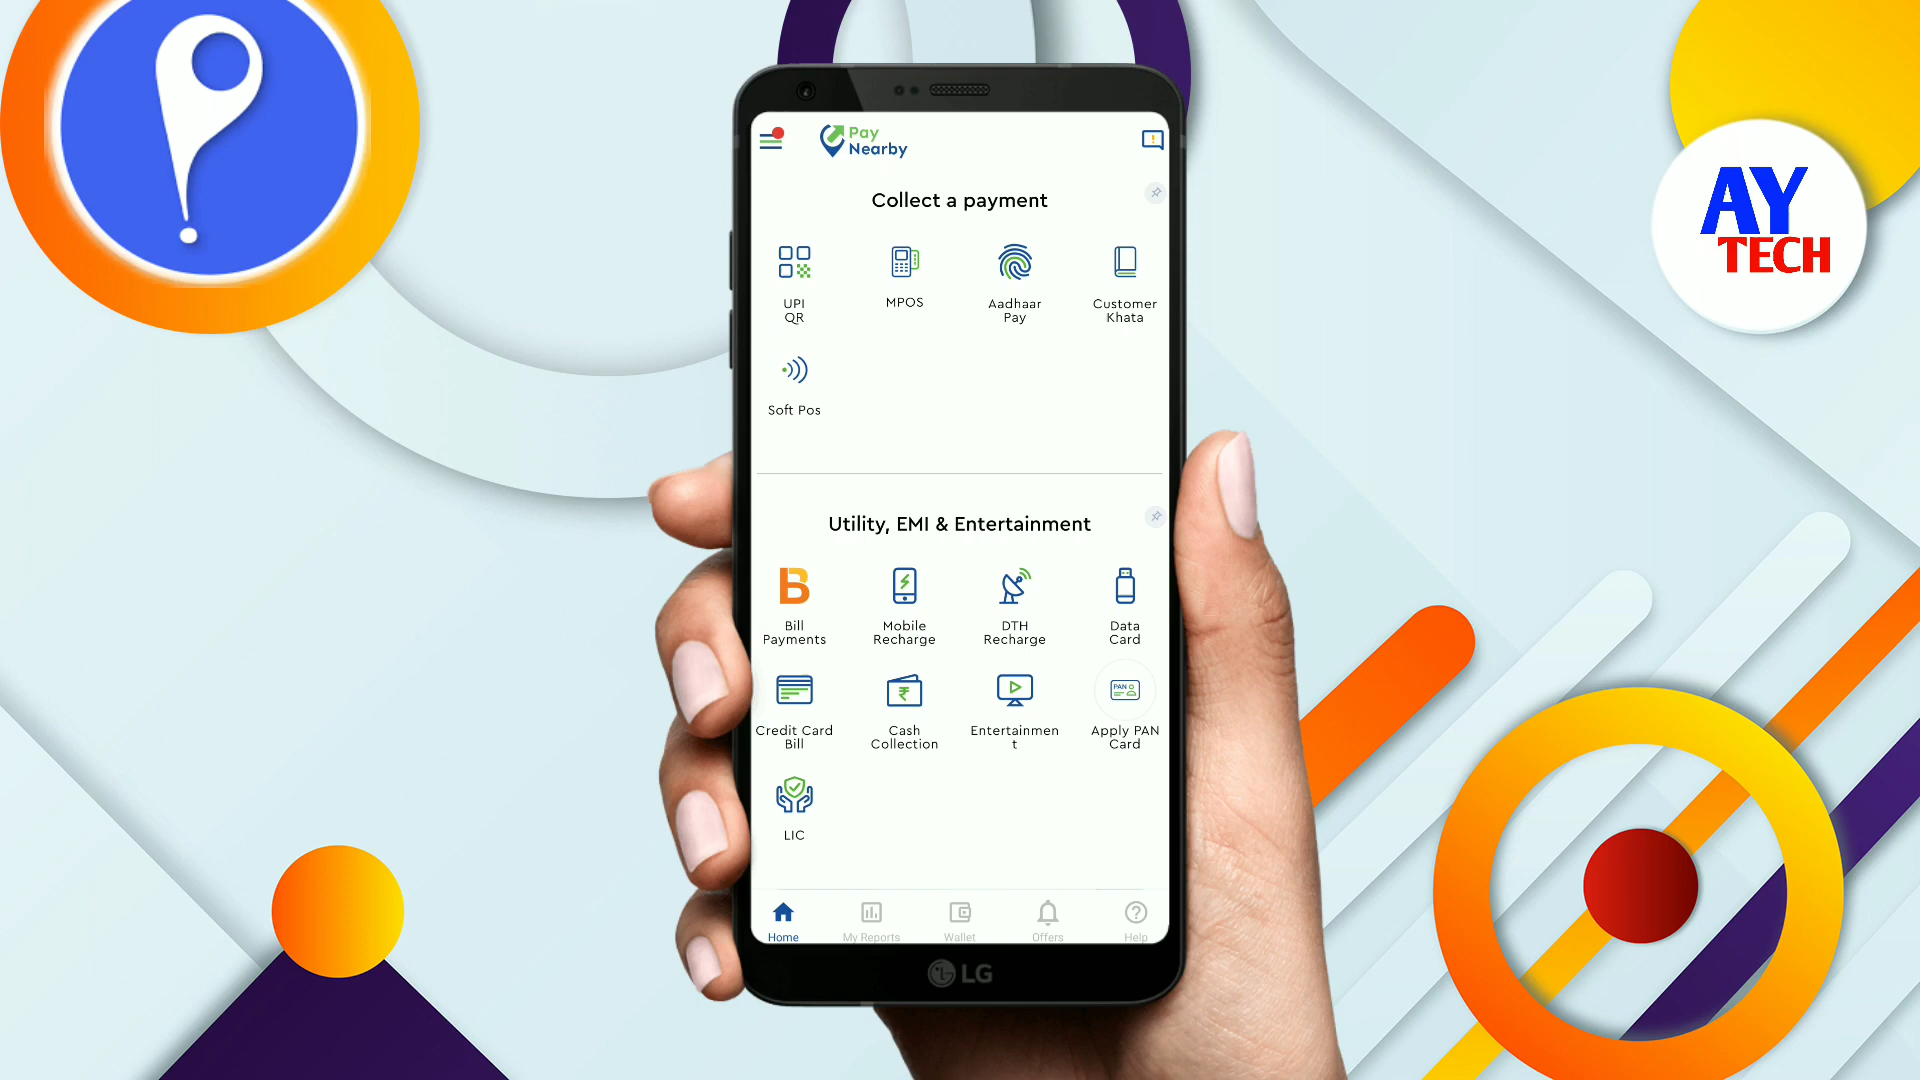 Pay
Nearby
AY
TECH
Collect a payment
UPI
QR
MPOS
Aadhaar
Pay
Customer
Khata
Soft Pos
Utility, EMI & Entertainment
Bill
Payments
Mobile
Recharge
DTH
Recharge
Data
Card
PAN
Credit Card
Bill
Cash
Collection
Entertainmen
t
Apply PAN
Card
LIC
Home
My Reports
Wallet
Offers
Help
LG